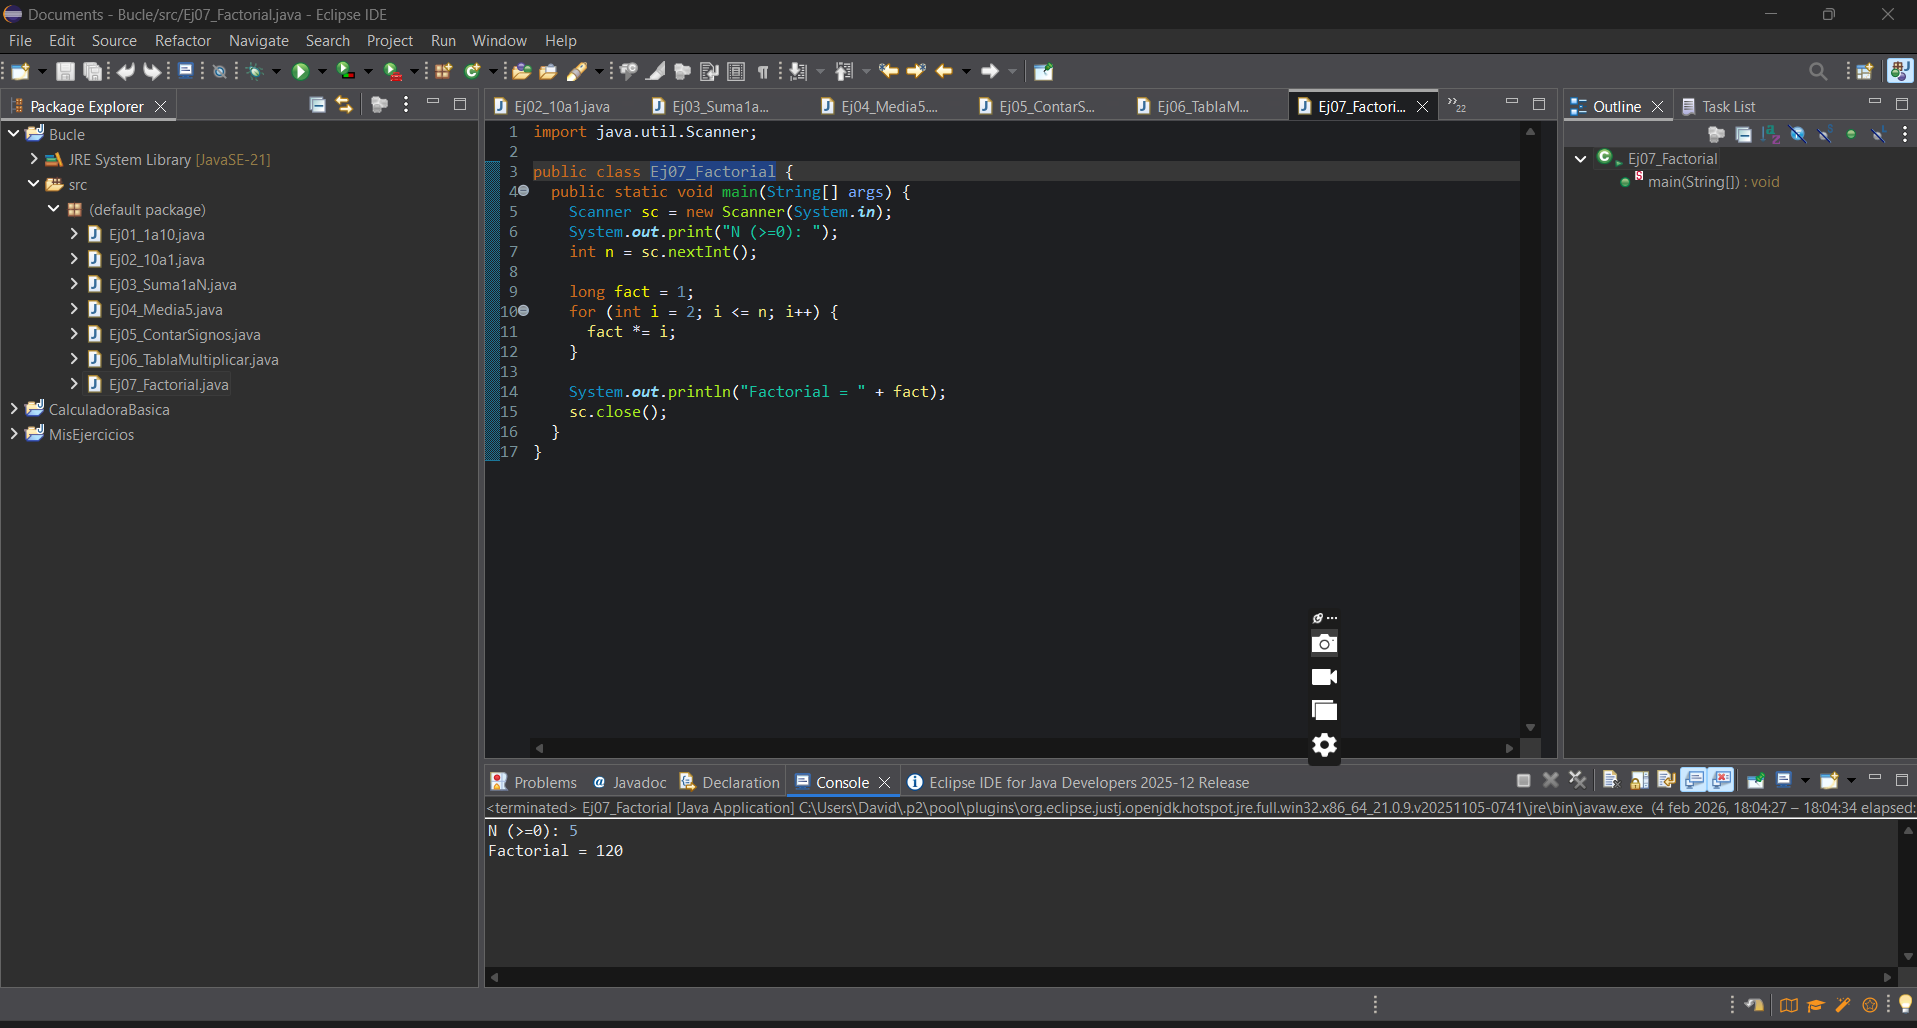 Documents - Bucle/src/Ej07_Factorial.java - Eclipse IDE
File Edit Source Refactor Navigate Search Project Run Window Help
Package Explorer
Bucle
JRE System Library [JavaSE-21]
src
(default package)
Ej01_1a10.java
Ej02_10a1.java
Ej03_Suma1aN.java
Ej04_Media5.java
Ej05_ContarSignos.java
Ej06_TablaMultiplicar.java
Ej07_Factorial.java
CalculadoraBasica
MisEjercicios
Ej02_10a1.java Ej03_Suma1a... Ej04_Media5.... Ej05_ContarS... Ej06_TablaM... Ej07_Factori... »22
1 import java.util.Scanner;
2
3 public class Ej07_Factorial {
4 public static void main(String[] args) {
5 Scanner sc = new Scanner(System.in);
6 System.out.print("N (>=0): ");
7 int n = sc.nextInt();
8
9 long fact = 1;
10 for (int i = 2; i <= n; i++) {
11 fact *= i;
12 }
13
14 System.out.println("Factorial = " + fact);
15 sc.close();
16 }
17 }
Outline Task List
Ej07_Factorial
main(String[]) : void
Problems Javadoc Declaration Console Eclipse IDE for Java Developers 2025-12 Release
<terminated> Ej07_Factorial [Java Application] C:\Users\David\.p2\pool\plugins\org.eclipse.justj.openjdk.hotspot.jre.full.win32.x86_64_21.0.9.v20251105-0741\jre\bin\javaw.exe (4 feb 2026, 18:04:27 – 18:04:34 elapsed:
N (>=0): 5
Factorial = 120